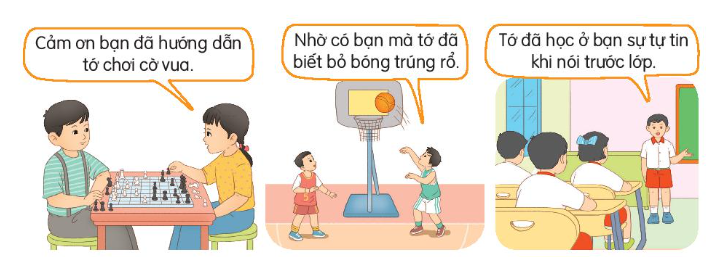 Cảm ơn bạn đã hướng dẫn
tớ chơi cờ vua.
Nhờ có bạn mà tớ đã
biết bỏ bóng trúng rổ.
Tớ đã học ở bạn sự tự tin
khi nói trước lớp.